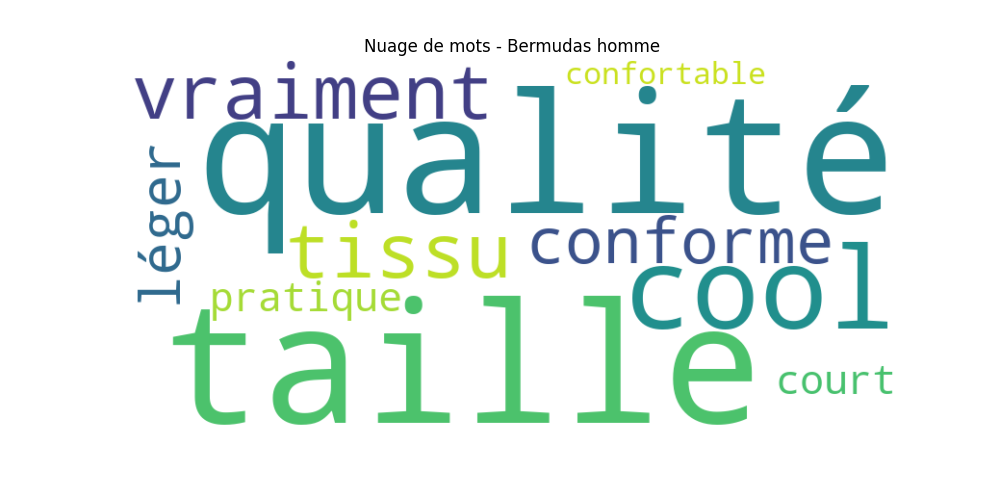 Nuage de mots - Bermudas homme
vraiment
confortable
qualité
léger
tissu
conforme
cool
pratique
taille
court